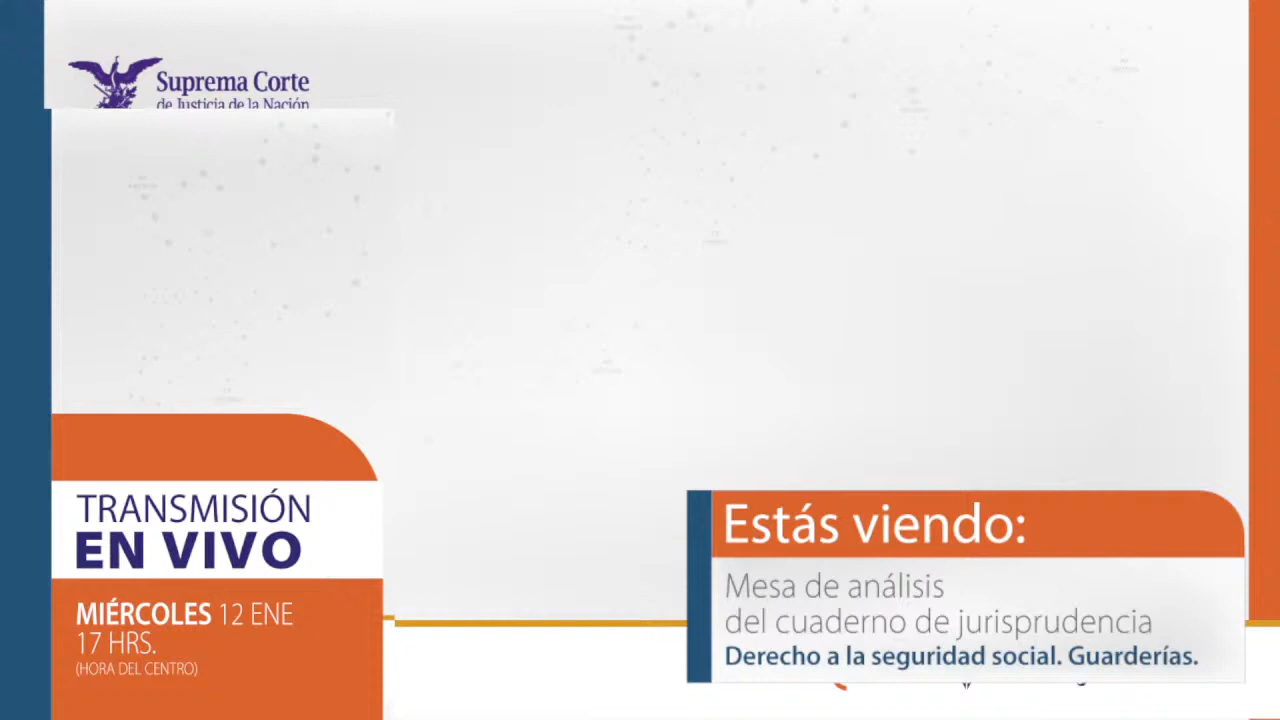 Suprema Corte
de Justicia de la Nación
TRANSMISIÓN
EN VIVO
MIÉRCOLES 12 ENE
17 HRS.
(HORA DEL CENTRO)
Estás viendo:
Mesa de análisis
del cuaderno de jurisprudencia
Derecho a la seguridad social. Guarderías.